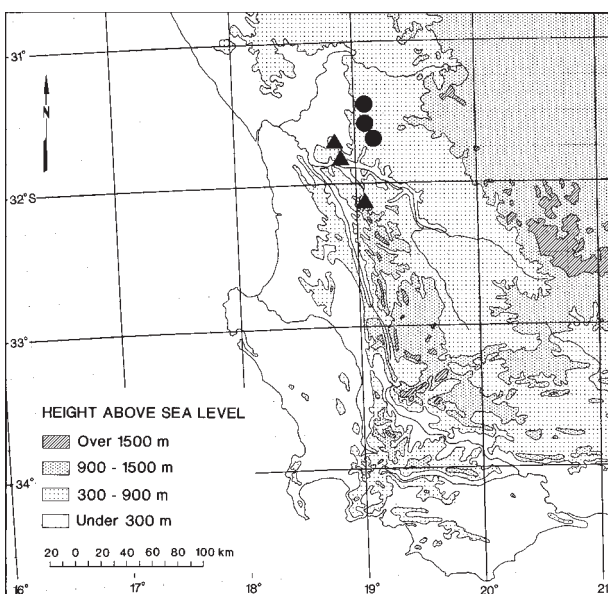 31°
N
32°S
33°
HEIGHT ABOVE SEA LEVEL
Over 1500 m
900 - 1500 m
300 - 900 m
Under 300 m
34°
20 0 20 40 60 80 100 km
16° 17° 18° 19° 20° 21